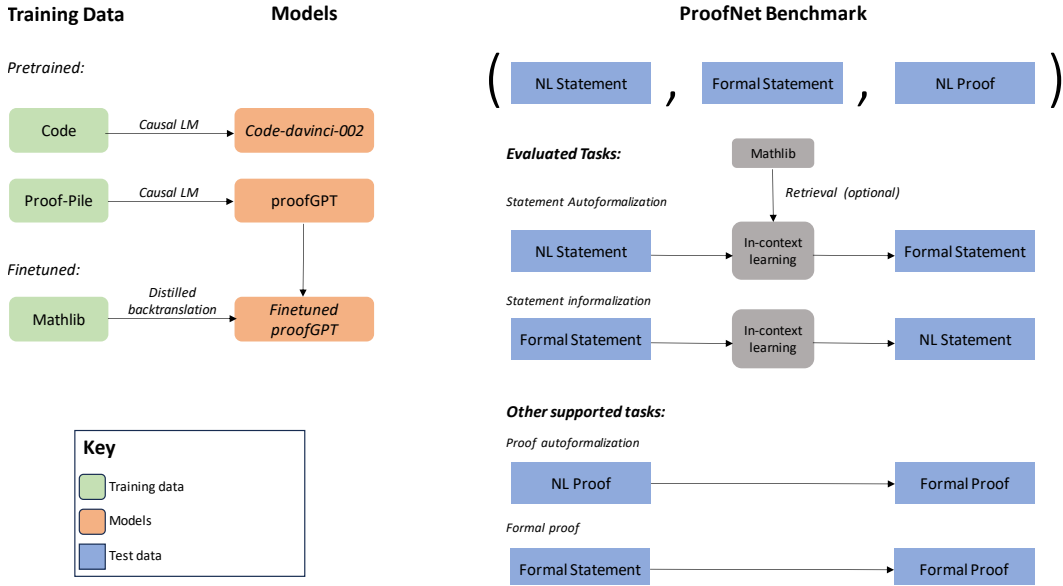 Training Data
Models
Pretrained:
Code
Causal LM
Code-davinci-002
Proof-Pile
Causal LM
proofGPT
Finetuned:
Mathlib
Distilled
backtranslation
Finetuned
proofGPT
Key
Training data
Models
Test data
ProofNet Benchmark
( NL Statement , Formal Statement , NL Proof )
Evaluated Tasks:
Mathlib
Retrieval (optional)
Statement Autoformalization
NL Statement
In-context
learning
Formal Statement
Statement informalization
Formal Statement
In-context
learning
NL Statement
Other supported tasks:
Proof autoformalization
NL Proof
Formal Proof
Formal proof
Formal Statement
Formal Proof